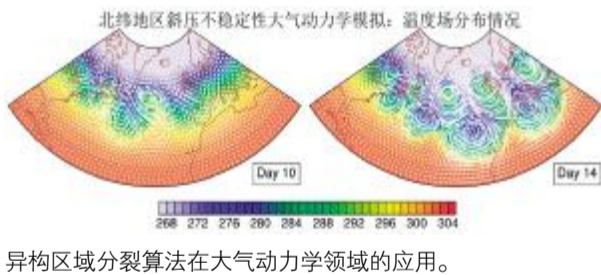 北纬地区斜压不稳定性大气动力学模拟：温度场分布情况
Day 10
Day 14
268 272 276 280 284 288 292 296 300 304
异构区域分裂算法在大气动力学领域的应用。